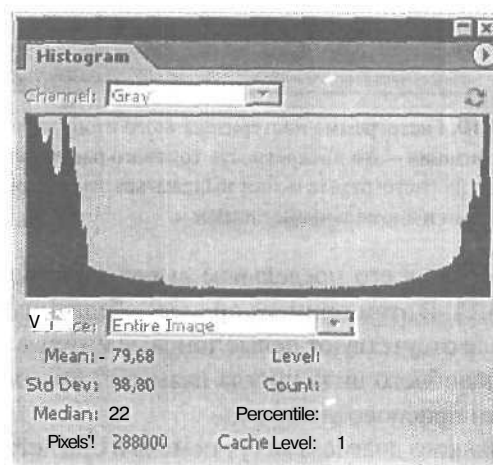 Histogram
Channel: Gray
V ce: Entire Image
Mean: - 79,68 Level:
Std Dev: 98,80 Count:
Median: 22 Percentile:
Pixels'! 288000 Cache Level: 1